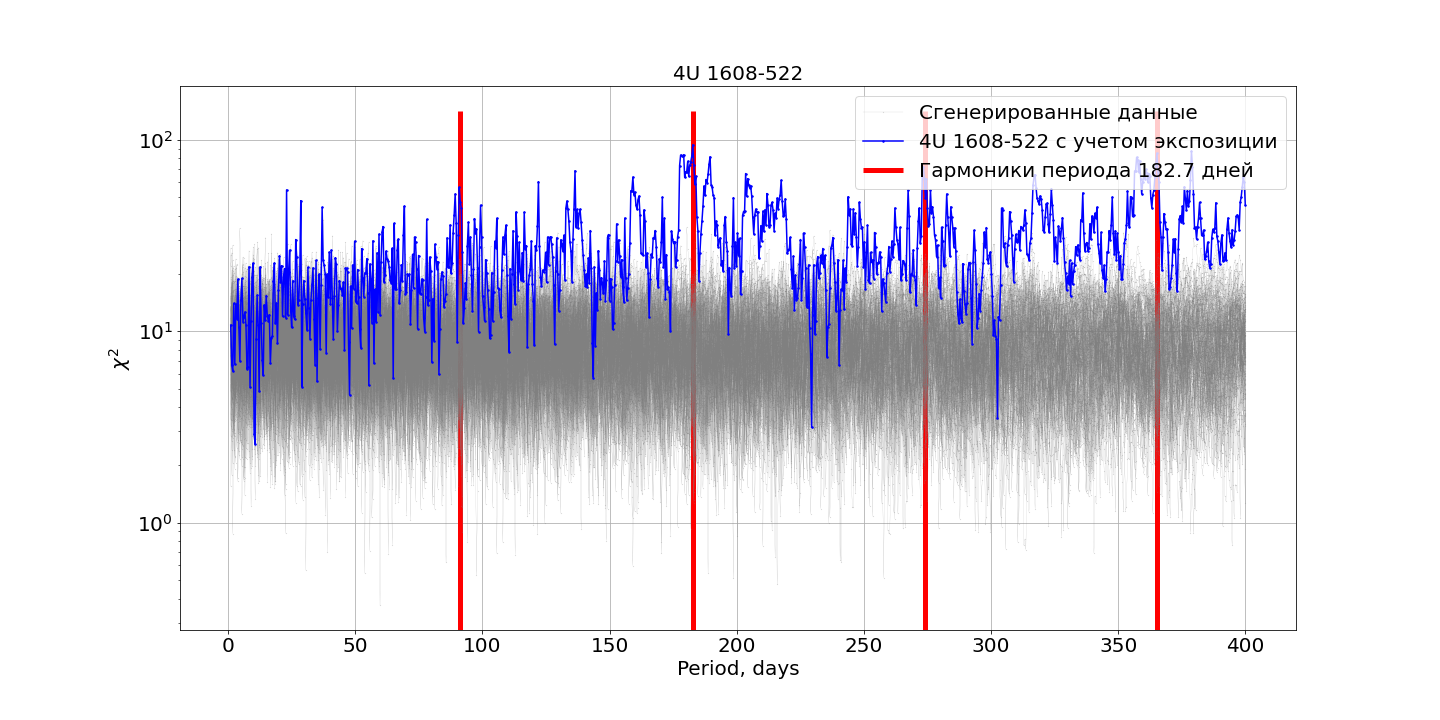 4U 1608-522
Сгенерированные данные
4U 1608-522 с учетом экспозиции
Гармоники периода 182.7 дней
10²
10¹
10⁰
χ²
0 50 100 150 200 250 300 350 400
Period, days